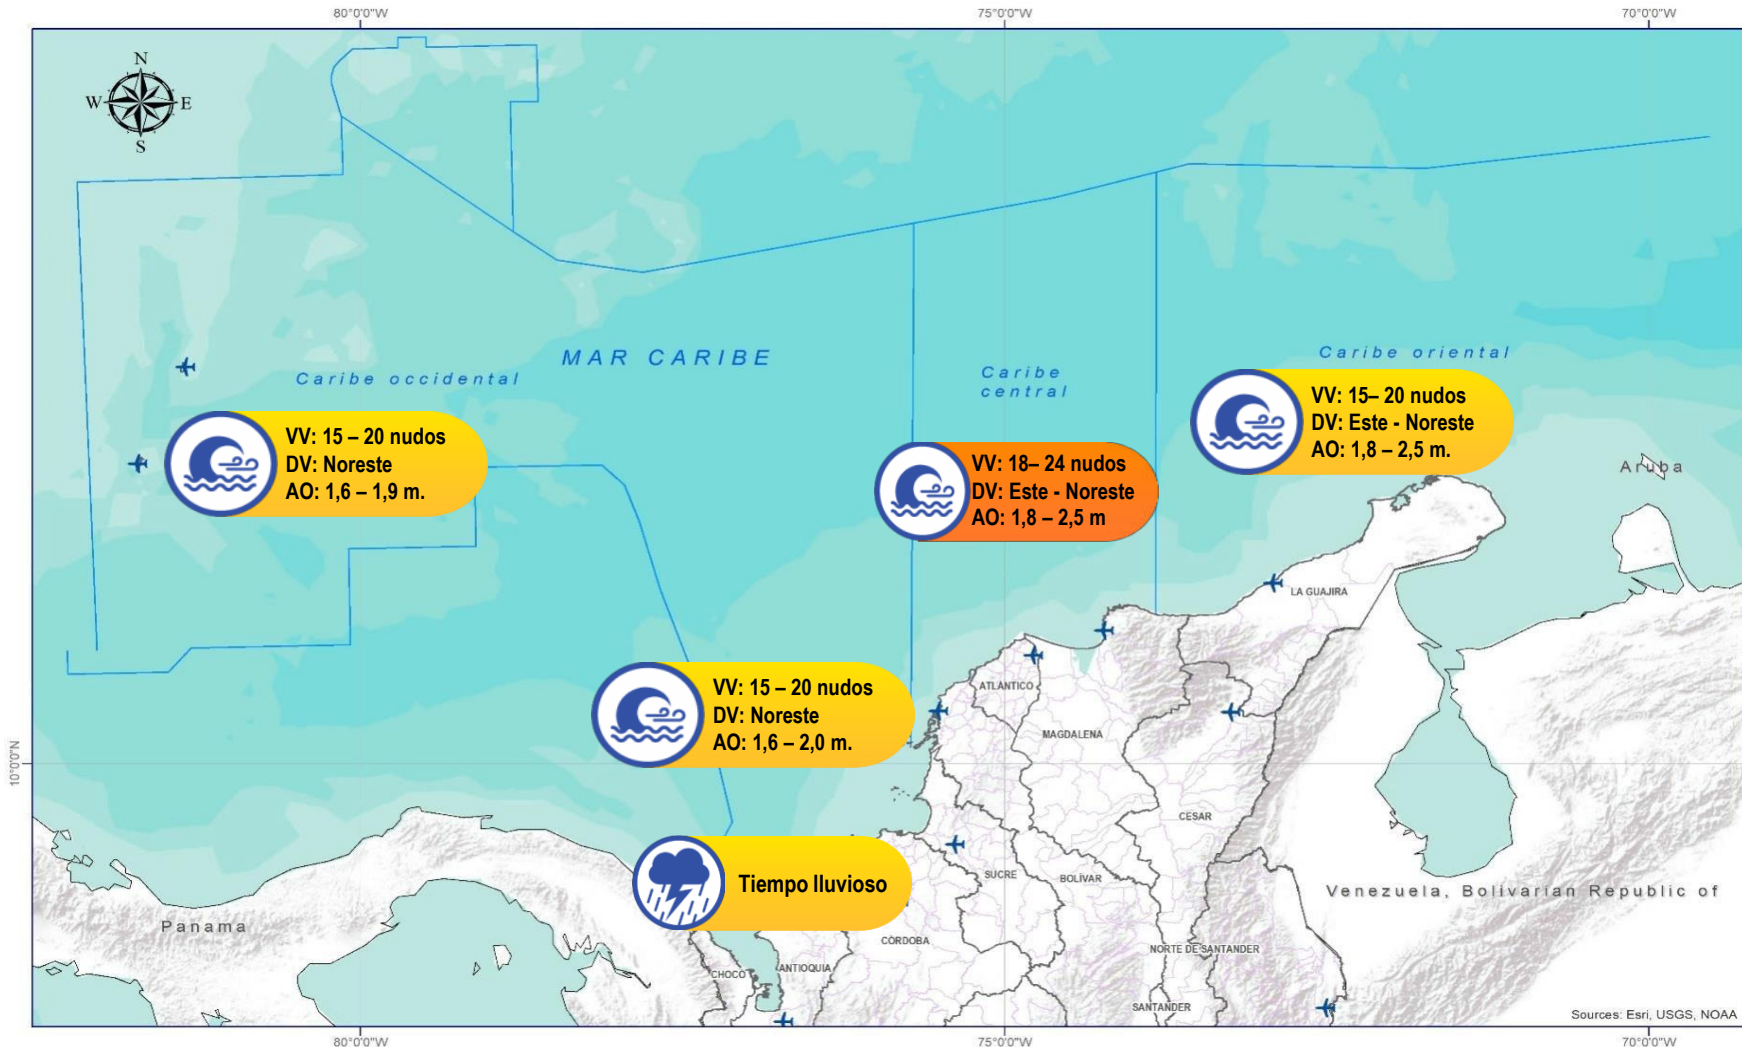 80°0'0"W
75°0'0"W
70°0'0"W
N
W
E
S
MAR CARIBE
Caribe occidental
Caribe
central
Caribe oriental
VV: 15 – 20 nudos
DV: Noreste
AO: 1,6 – 1,9 m.
VV: 18– 24 nudos
DV: Este - Noreste
AO: 1,8 – 2,5 m
VV: 15– 20 nudos
DV: Este - Noreste
AO: 1,8 – 2,5 m.
Aruba
LA GUAJIRA
VV: 15 – 20 nudos
DV: Noreste
AO: 1,6 – 2,0 m.
ATLÁNTICO
MAGDALENA
10°0'0"N
CESAR
Tiempo lluvioso
SUCRE
BOLÍVAR
Venezuela, Bolivarian Republic of
Panama
CÓRDOBA
NORTE DE SANTANDER
CHOCO
ANTIOQUIA
SANTANDER
Sources: Esri, USGS, NOAA
80°0'0"W
75°0'0"W
70°0'0"W